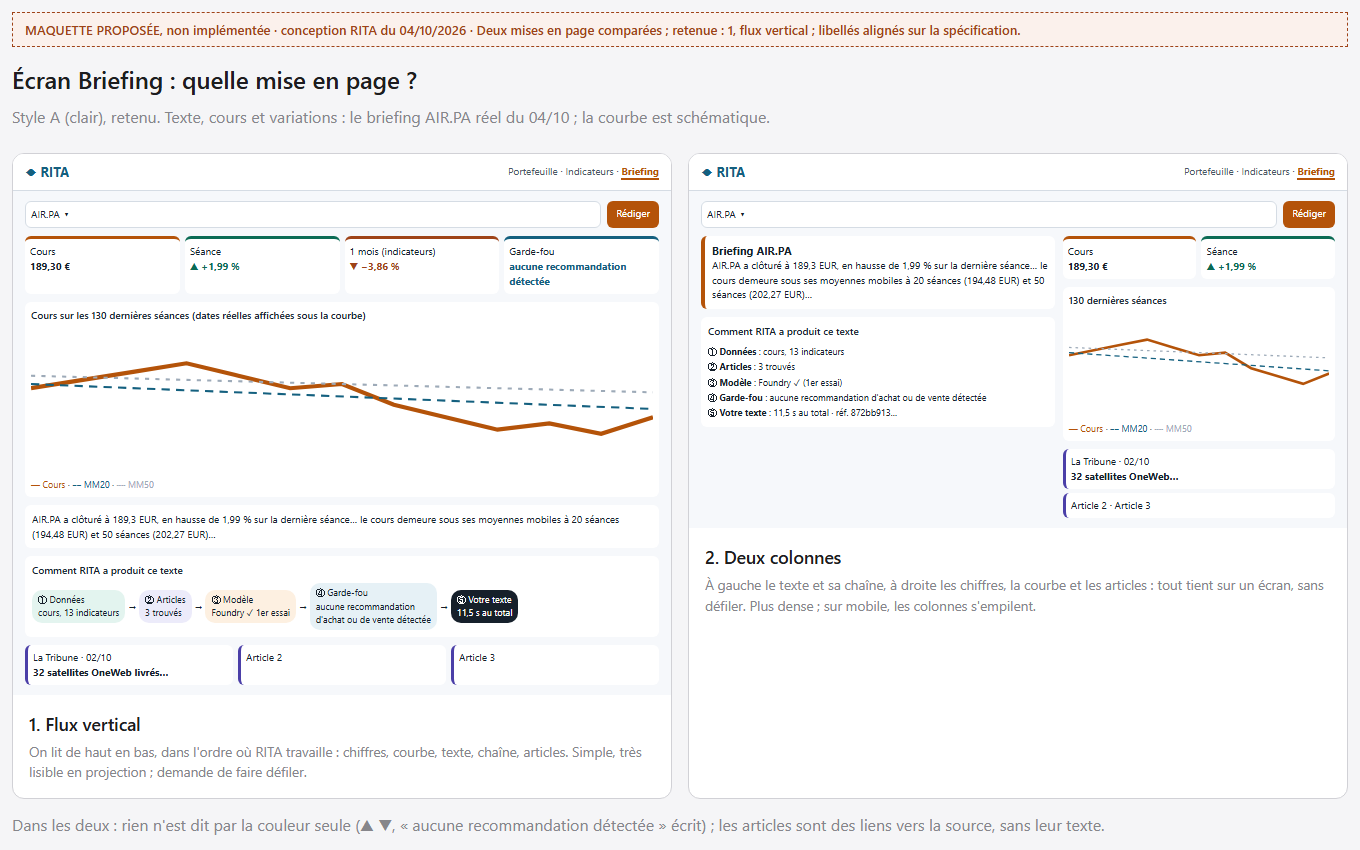 MAQUETTE PROPOSÉE, non implémentée · conception RITA du 04/10/2026 · Deux mises en page comparées ; retenue : 1, flux vertical ; libellés alignés sur la spécification.
Écran Briefing : quelle mise en page ?
Style A (clair), retenu. Texte, cours et variations : le briefing AIR.PA réel du 04/10 ; la courbe est schématique.
◆ RITA
Portefeuille · Indicateurs · Briefing
AIR.PA ▾
Rédiger
Cours
189,30 €
Séance
▲ +1,99 %
1 mois (indicateurs)
▼ −3,86 %
Garde-fou
aucune recommandation
détectée
Cours sur les 130 dernières séances (dates réelles affichées sous la courbe)
— Cours · -- MM20 · — MM50
AIR.PA a clôturé à 189,3 EUR, en hausse de 1,99 % sur la dernière séance… le cours demeure sous ses moyennes mobiles à 20 séances
(194,48 EUR) et 50 séances (202,27 EUR)…
Comment RITA a produit ce texte
① Données
cours, 13 indicateurs
→
② Articles
3 trouvés
→
③ Modèle
Foundry ✓ 1er essai
→
④ Garde-fou
aucune recommandation
d'achat ou de vente détectée
→
⑤ Votre texte
11,5 s au total
La Tribune · 02/10
32 satellites OneWeb livrés…
Article 2
Article 3
1. Flux vertical
On lit de haut en bas, dans l'ordre où RITA travaille : chiffres, courbe, texte, chaîne, articles. Simple, très
lisible en projection ; demande de faire défiler.
◆ RITA
Portefeuille · Indicateurs · Briefing
AIR.PA ▾
Rédiger
Briefing AIR.PA
AIR.PA a clôturé à 189,3 EUR, en hausse de 1,99 % sur la dernière séance… le
cours demeure sous ses moyennes mobiles à 20 séances (194,48 EUR) et 50
séances (202,27 EUR)…
Comment RITA a produit ce texte
① Données : cours, 13 indicateurs
② Articles : 3 trouvés
③ Modèle : Foundry ✓ (1er essai)
④ Garde-fou : aucune recommandation d'achat ou de vente détectée
⑤ Votre texte : 11,5 s au total · réf. 872bb913…
Cours
189,30 €
Séance
▲ +1,99 %
130 dernières séances
— Cours · -- MM20 · — MM50
La Tribune · 02/10
32 satellites OneWeb…
Article 2 · Article 3
2. Deux colonnes
À gauche le texte et sa chaîne, à droite les chiffres, la courbe et les articles : tout tient sur un écran, sans
défiler. Plus dense ; sur mobile, les colonnes s'empilent.
Dans les deux : rien n'est dit par la couleur seule (▲ ▼, « aucune recommandation détectée » écrit) ; les articles sont des liens vers la source, sans leur texte.